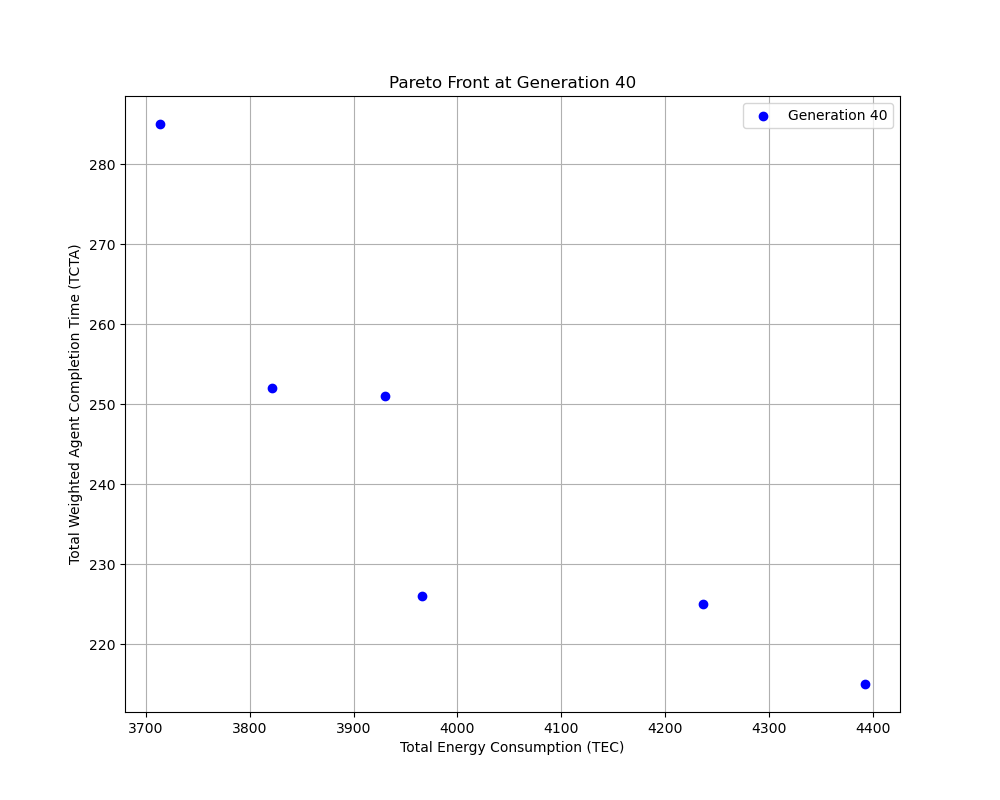 Pareto Front at Generation 40
Generation 40
Total Weighted Agent Completion Time (TCTA)
280
270
260
250
240
230
220
3700 3800 3900 4000 4100 4200 4300 4400
Total Energy Consumption (TEC)